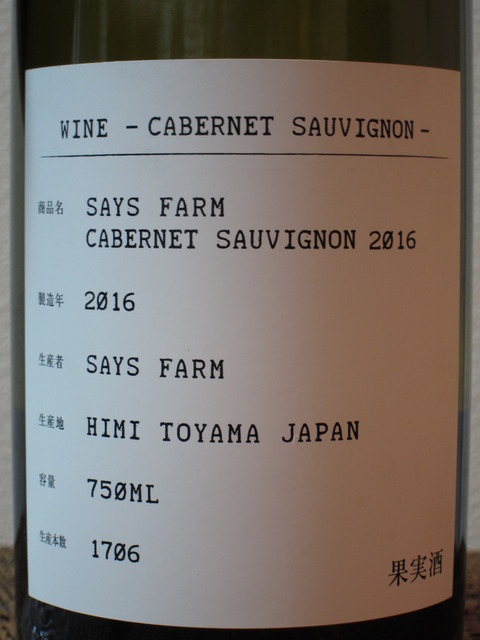 WINE - CABERNET SAUVIGNON -
商品名 SAYS FARM
CABERNET SAUVIGNON 2016
製造年 2016
生産者 SAYS FARM
生産地 HIMI TOYAMA JAPAN
容量 750ML
生産本数 1706
果実酒